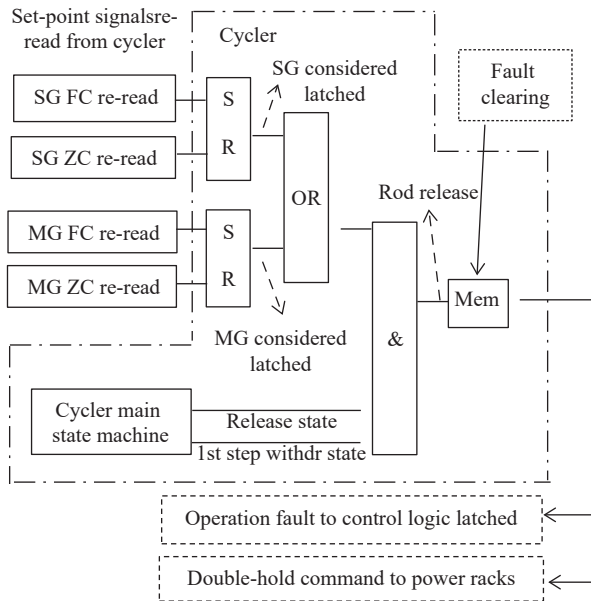 Set-point signalsre-
read from cycler
Cycler
SG FC re-read
SG ZC re-read
MG FC re-read
MG ZC re-read
S
R
S
R
SG considered
latched
OR
MG considered
latched
Fault
clearing
Rod release
&
Mem
Cycler main
state machine
Release state
1st step withdr state
Operation fault to control logic latched
Double-hold command to power racks